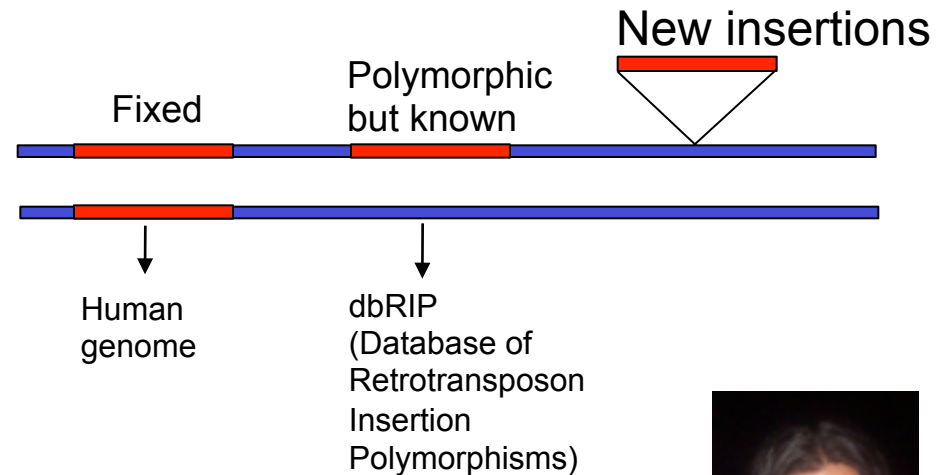 New insertions
Polymorphic
but known
Fixed
Human
genome
dbRIP
(Database of
Retrotransposon
Insertion
Polymorphisms)